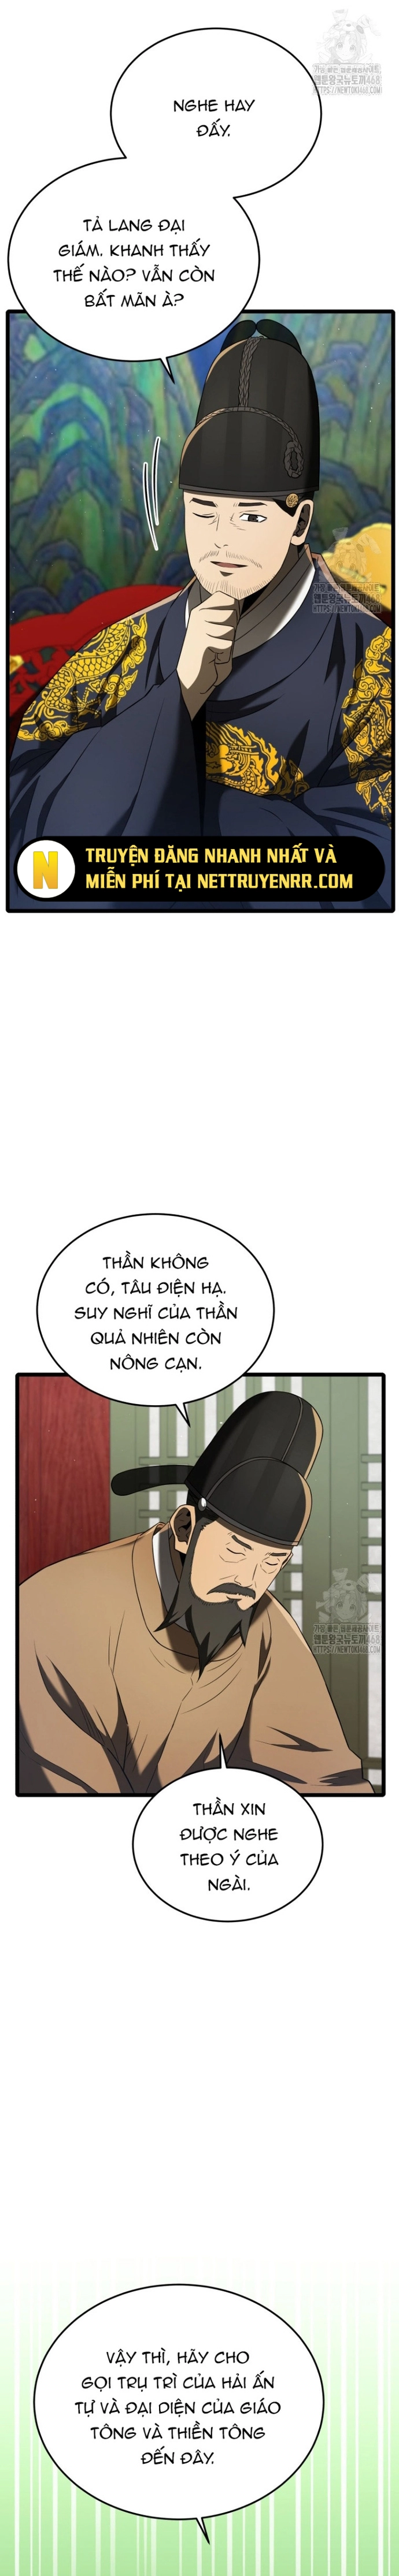 NGHE HAY
ĐẤY.
TẢ LANG ĐẠI
GIÁM. KHANH THẤY
THẾ NÀO? VẪN CÒN
BẤT MÃN À?
N
TRUYỆN ĐĂNG NHANH NHẤT VÀ
MIỄN PHÍ TẠI NETTRUYENRR.COM
THẦN KHÔNG
CÓ, TÂU ĐIỆN HẠ.
SUY NGHĨ CỦA THẦN
QUẢ NHIÊN CÒN
NÔNG CẠN.
THẦN XIN
ĐƯỢC NGHE
THEO Ý CỦA
NGÀI.
VẬY THÌ, HÃY CHO
GỌI TRỤ TRÌ CỦA HẢI ẤN
TỰ VÀ ĐẠI DIỆN CỦA GIÁO
TÔNG VÀ THIỀN TÔNG
ĐẾN ĐÂY.